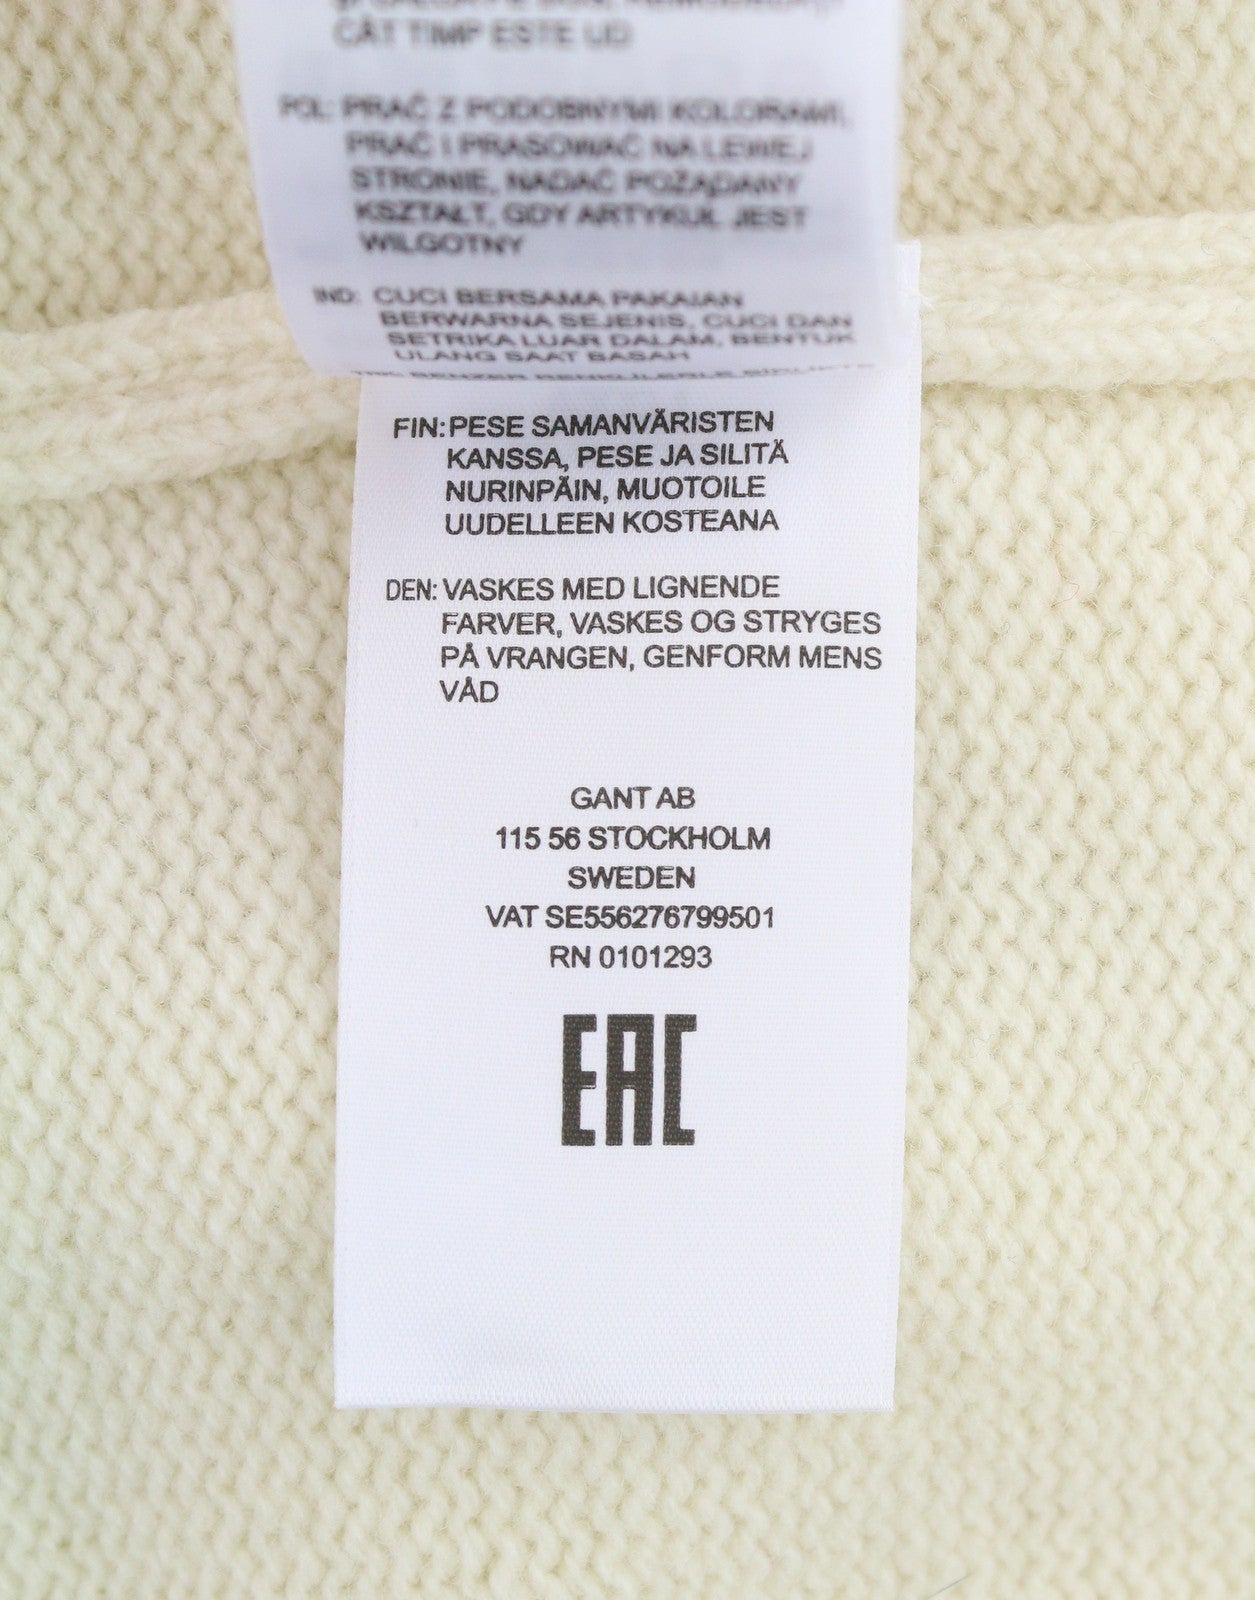 CÂT TIMP ESTE UD
POL: PRAĆ Z PODOBNYMI KOLORAMI,
PRAĆ I PRASOWAĆ NA LEWEJ
STRONIE, NADAĆ POŻĄDANY
KSZTAŁT, GDY ARTYKUŁ JEST
WILGOTNY
IND: CUCI BERSAMA PAKAIAN
BERWARNA SEJENIS, CUCI DAN
SETRIKA LUAR DALAM, BENTUK
ULANG SAAT BASAH
FIN: PESE SAMANVÄRISTEN
KANSSA, PESE JA SILITÄ
NURINPÄIN, MUOTOILE
UUDELLEEN KOSTEANA
DEN: VASKES MED LIGNENDE
FARVER, VASKES OG STRYGES
PÅ VRANGEN, GENFORM MENS
VÅD
GANT AB
115 56 STOCKHOLM
SWEDEN
VAT SE556276799501
RN 0101293
EAC